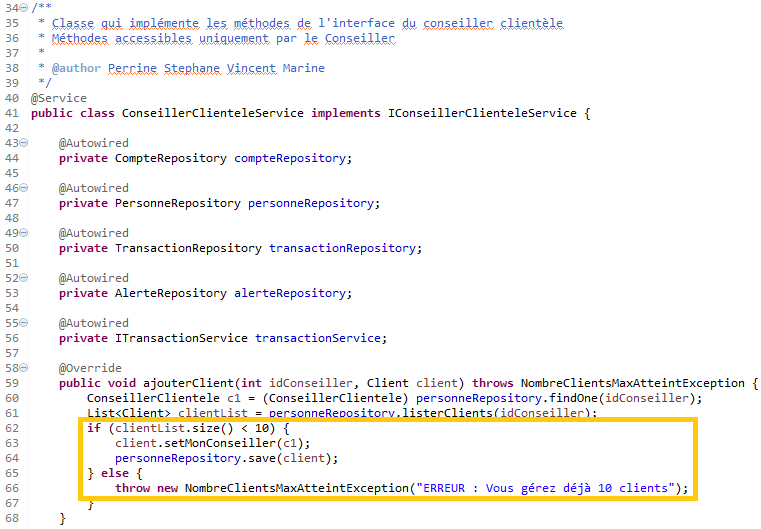 34 /**
35 * Classe qui implémente les méthodes de l'interface du conseiller clientèle
36 * Méthodes accessibles uniquement par le Conseiller
37 *
38 * @author Perrine Stephane Vincent Marine
39 */
40 @Service
41 public class ConseillerClienteleService implements IConseillerClienteleService {
42
43 @Autowired
44 private CompteRepository compteRepository;
45
46 @Autowired
47 private PersonneRepository personneRepository;
48
49 @Autowired
50 private TransactionRepository transactionRepository;
51
52 @Autowired
53 private AlerteRepository alerteRepository;
54
55 @Autowired
56 private ITransactionService transactionService;
57
58 @Override
59 public void ajouterClient(int idConseiller, Client client) throws NombreClientsMaxAtteintException {
60 ConseillerClientele c1 = (ConseillerClientele) personneRepository.findOne(idConseiller);
61 List<Client> clientList = personneRepository.listerClients(idConseiller);
62 if (clientList.size() < 10) {
63 client.setMonConseiller(c1);
64 personneRepository.save(client);
65 } else {
66 throw new NombreClientsMaxAtteintException("ERREUR : Vous gérez déjà 10 clients");
67 }
68 }